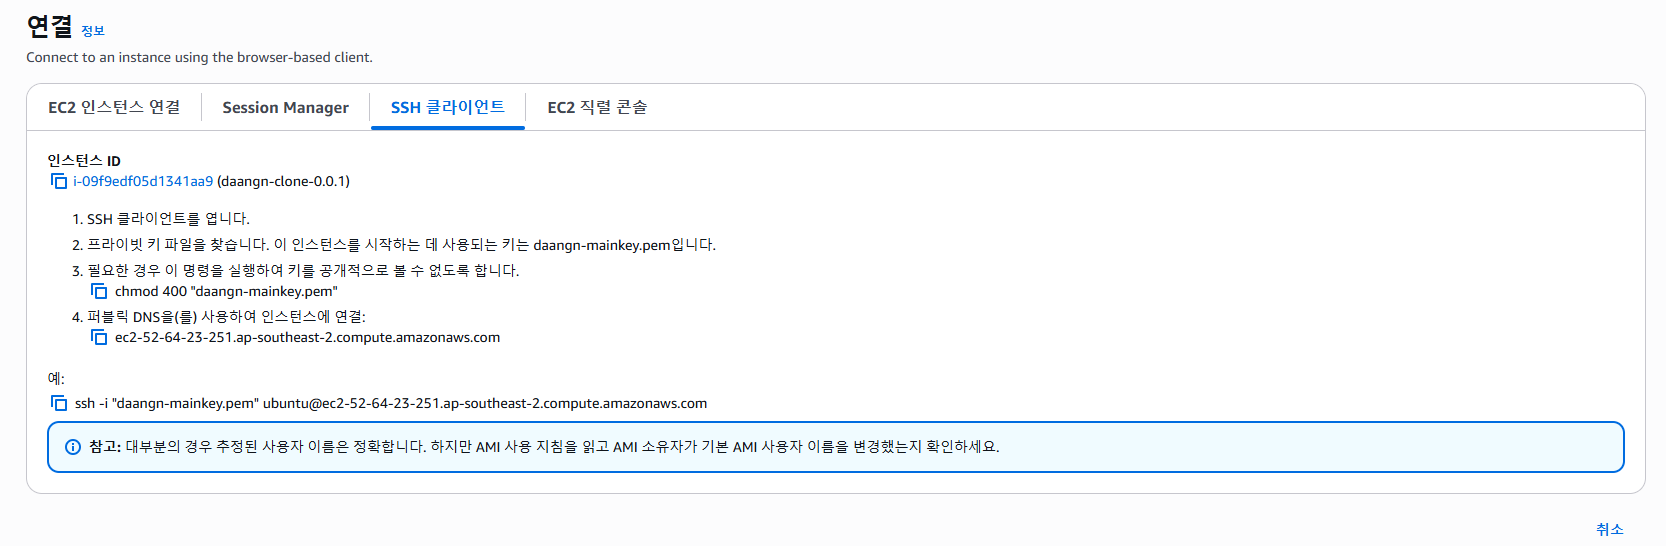 연결 정보
Connect to an instance using the browser-based client.
EC2 인스턴스 연결
Session Manager
SSH 클라이언트
EC2 직렬 콘솔
인스턴스 ID
i-09f9edf05d1341aa9 (daangn-clone-0.0.1)
1. SSH 클라이언트를 엽니다.
2. 프라이빗 키 파일을 찾습니다. 이 인스턴스를 시작하는 데 사용되는 키는 daangn-mainkey.pem입니다.
3. 필요한 경우 이 명령을 실행하여 키를 공개적으로 볼 수 없도록 합니다.
chmod 400 "daangn-mainkey.pem"
4. 퍼블릭 DNS을(를) 사용하여 인스턴스에 연결:
ec2-52-64-23-251.ap-southeast-2.compute.amazonaws.com
예:
ssh -i "daangn-mainkey.pem" ubuntu@ec2-52-64-23-251.ap-southeast-2.compute.amazonaws.com
참고: 대부분의 경우 추정된 사용자 이름은 정확합니다. 하지만 AMI 사용 지침을 읽고 AMI 소유자가 기본 AMI 사용자 이름을 변경했는지 확인하세요.
취소